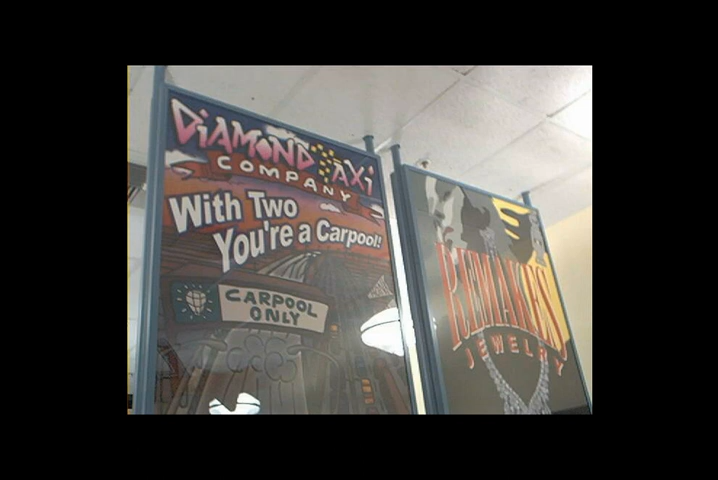 DiAMOND TAXi
COMPANY
With Two
You're a Carpool!
CARPOOL
ONLY
REMAKES
JEWELRY